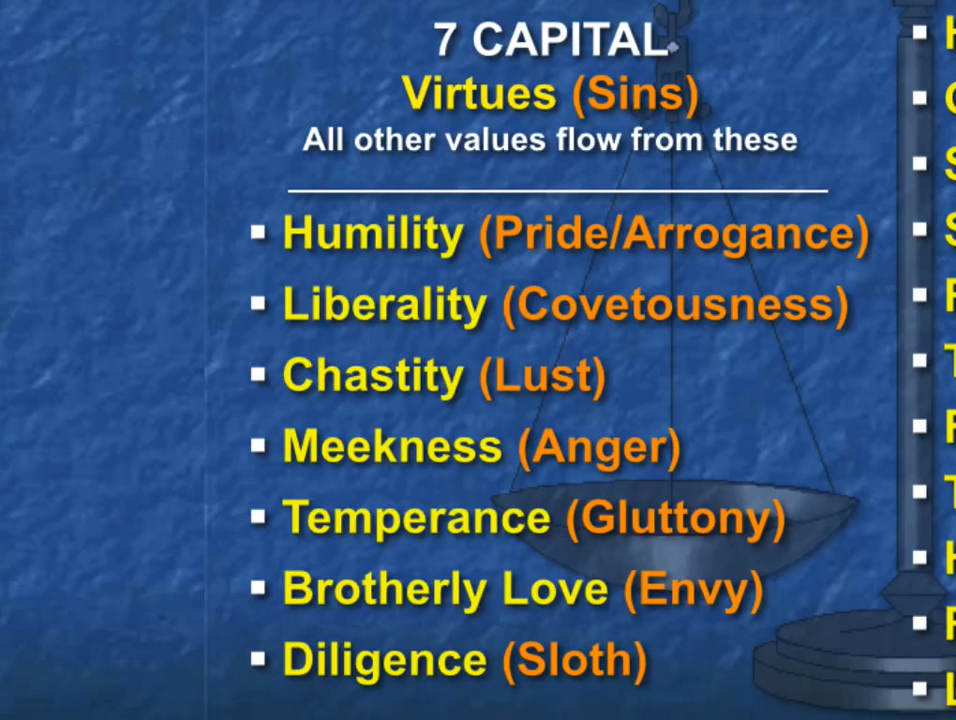 7 CAPITAL
Virtues (Sins)
All other values flow from these
▪ Humility (Pride/Arrogance)
▪ Liberality (Covetousness)
▪ Chastity (Lust)
▪ Meekness (Anger)
▪ Temperance (Gluttony)
▪ Brotherly Love (Envy)
▪ Diligence (Sloth)